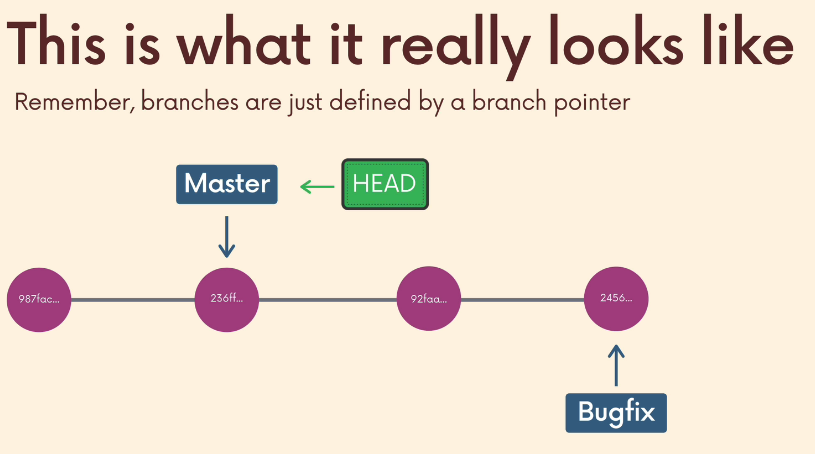 This is what it really looks like
Remember, branches are just defined by a branch pointer
Master
HEAD
987fac...
236ff...
92faa...
2456...
Bugfix